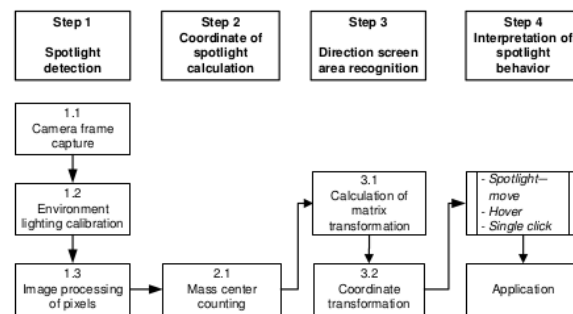 Step 1
Spotlight
detection
Step 2
Coordinate of
spotlight
calculation
Step 3
Direction screen
area recognition
Step 4
Interpretation of
spotlight
behavior
1.1
Camera frame
capture
1.2
Environment
lighting calibration
1.3
Image processing
of pixels
2.1
Mass center
counting
3.1
Calculation of
matrix
transformation
3.2
Coordinate
transformation
- Spotlight—
move
- Hover
- Single click
Application